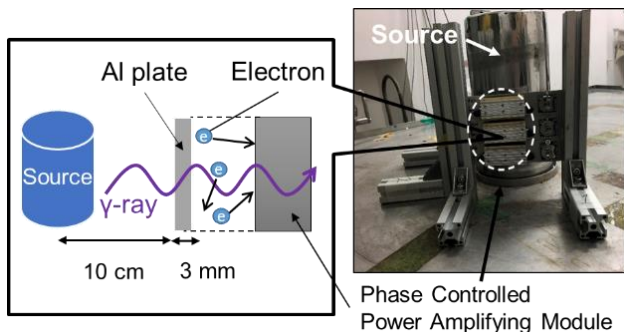 Al plate
Electron
e
e
e
Source
γ-ray
10 cm
3 mm
Source
Phase Controlled
Power Amplifying Module